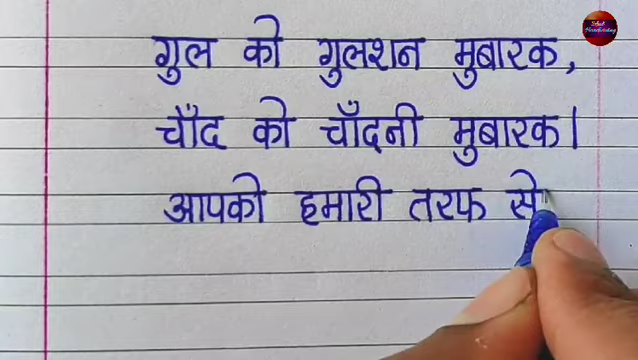 गुल को गुलशन मुबारक,
चाँद को चाँदनी मुबारक।
आपको हमारी तरफ से